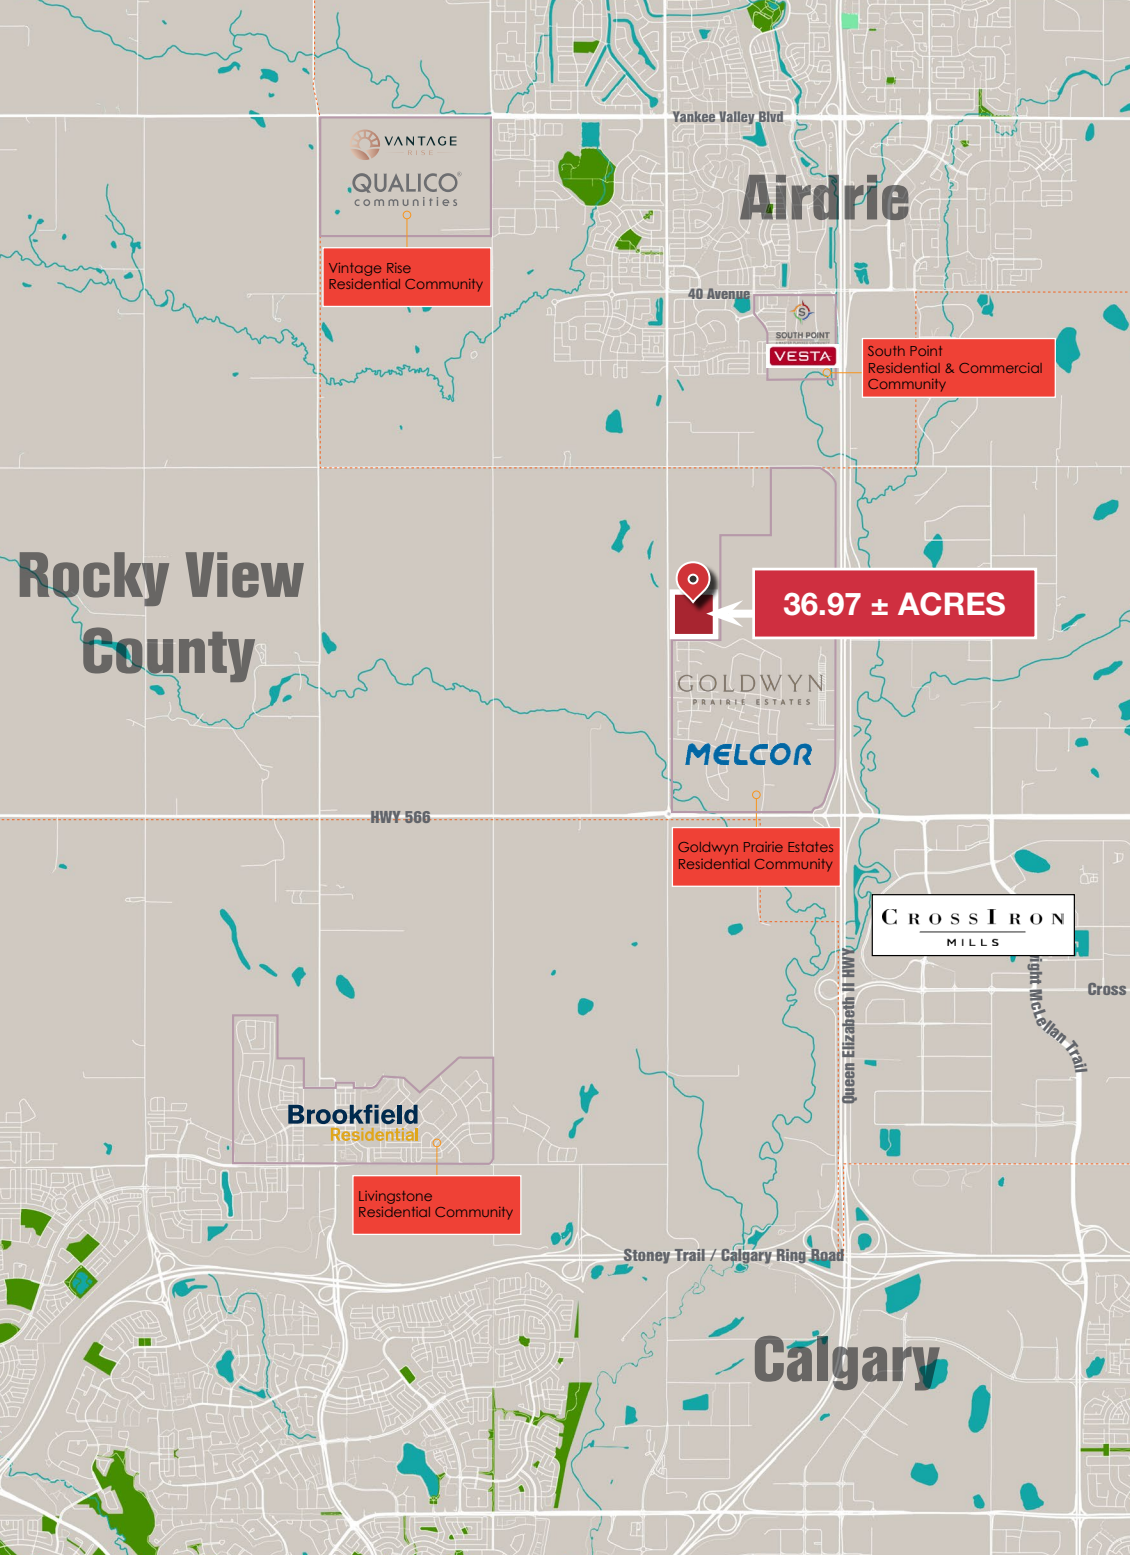 Yankee Valley Blvd
VANTAGE
RISE
QUALICO
communities
Airdrie
Vintage Rise
Residential Community
40 Avenue
S
SOUTH POINT
VESTA
South Point
Residential & Commercial
Community
Rocky View
County
36.97 ± ACRES
GOLDWYN
PRAIRIE ESTATES
MELCOR
HWY 566
Goldwyn Prairie Estates
Residential Community
CROSSIRON
MILLS
Queen Elizabeth II HWY
McLellan Trail
Cross
Brookfield
Residential
Livingstone
Residential Community
Stoney Trail / Calgary Ring Road
Calgary